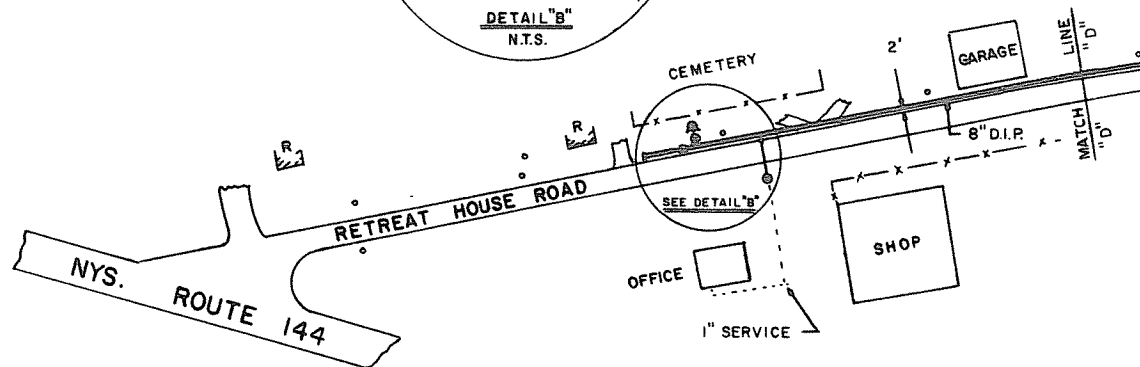 DETAIL "B"
N.T.S.
CEMETERY
2'
GARAGE
LINE
"D"
MATCH
"D"
8" D.I.P.
R
R
RETREAT HOUSE ROAD
SEE DETAIL "B"
SHOP
OFFICE
1" SERVICE
NYS. ROUTE 144